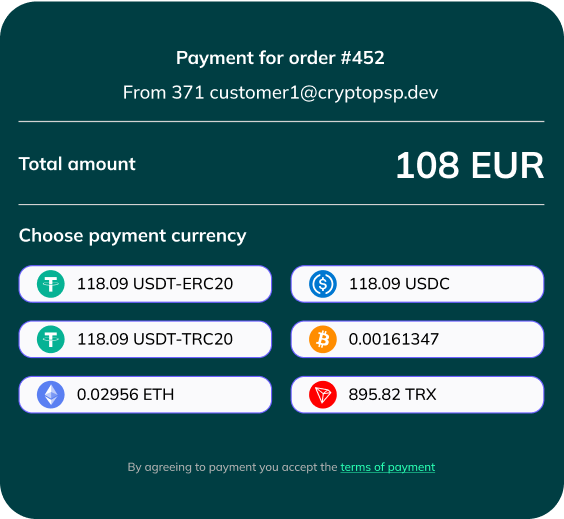 Payment for order #452
From 371 customer1@cryptopsp.dev
Total amount
108 EUR
Choose payment currency
118.09 USDT-ERC20
118.09 USDC
118.09 USDT-TRC20
0.00161347
0.02956 ETH
895.82 TRX
By agreeing to payment you accept the terms of payment